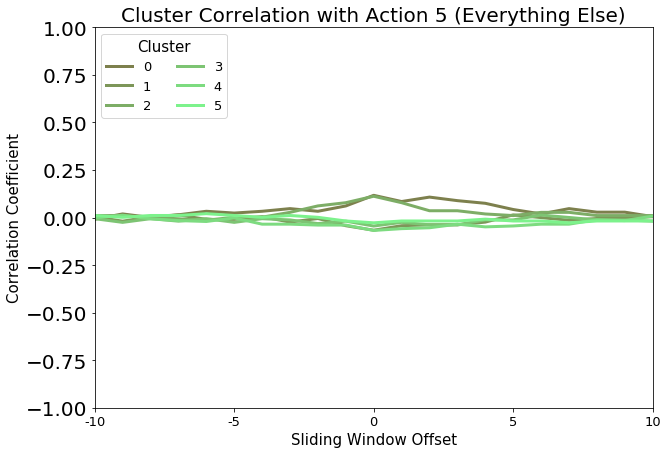 Cluster Correlation with Action 5 (Everything Else)
Cluster
0 3
1 4
2 5
Correlation Coefficient
1.00
0.75
0.50
0.25
0.00
−0.25
−0.50
−0.75
−1.00
-10 -5 0 5 10
Sliding Window Offset